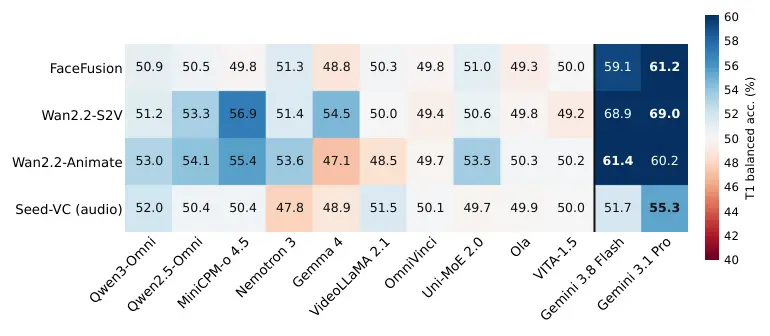 FaceFusion 50.9 50.5 49.8 51.3 48.8 50.3 49.8 51.0 49.3 50.0 59.1 61.2
Wan2.2-S2V 51.2 53.3 56.9 51.4 54.5 50.0 49.4 50.6 49.8 49.2 68.9 69.0
Wan2.2-Animate 53.0 54.1 55.4 53.6 47.1 48.5 49.7 53.5 50.3 50.2 61.4 60.2
Seed-VC (audio) 52.0 50.4 50.4 47.8 48.9 51.5 50.1 49.7 49.9 50.0 51.7 55.3
Qwen3-Omni
Qwen2.5-Omni
MiniCPM-o 4.5
Nemotron 3
Gemma 4
VideoLLaMA 2.1
OmniVinci
Uni-MoE 2.0
Ola
VITA-1.5
Gemini 3.8 Flash
Gemini 3.1 Pro
60
58
56
54
52
50
48
46
44
42
40
T1 balanced acc. (%)